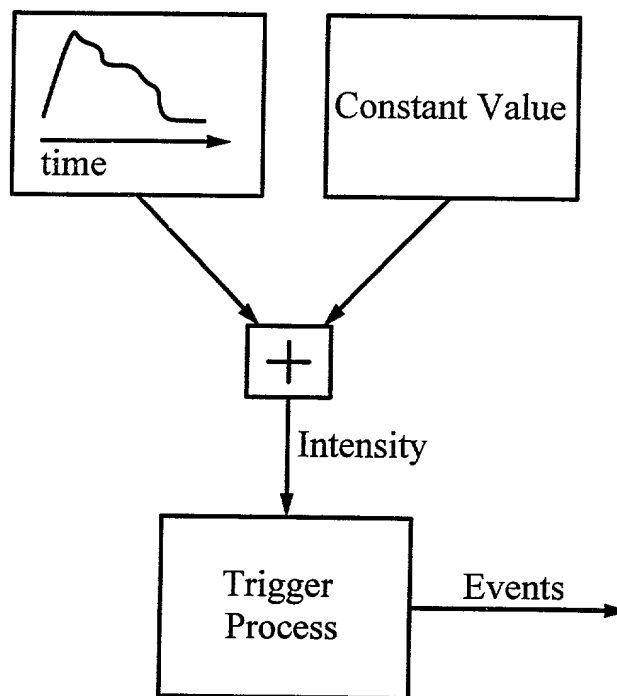 time
Constant Value
+
Intensity
Trigger
Process
Events